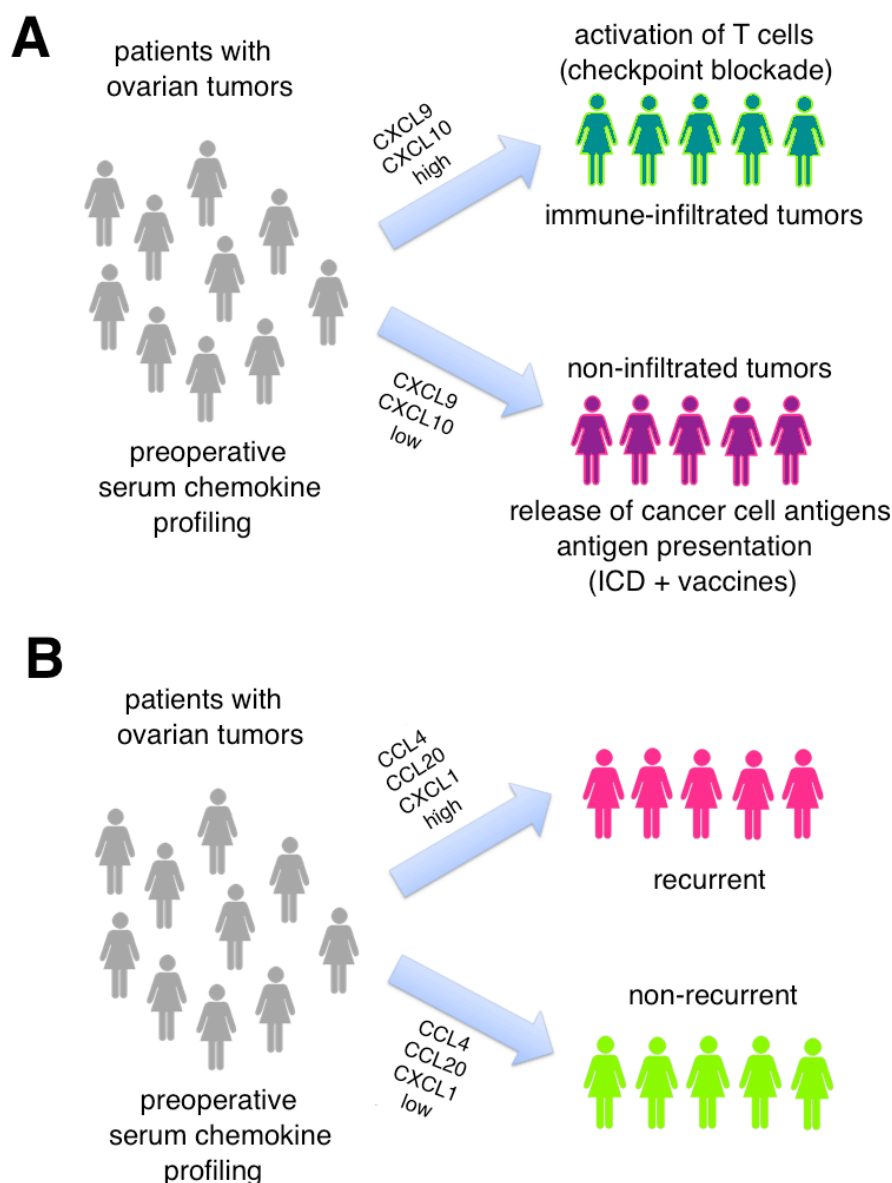 A
patients with
ovarian tumors
preoperative
serum chemokine
profiling
CXCL9
CXCL10
high
activation of T cells
(checkpoint blockade)
immune-infiltrated tumors
CXCL9
CXCL10
low
non-infiltrated tumors
release of cancer cell antigens
antigen presentation
(ICD + vaccines)
B
patients with
ovarian tumors
preoperative
serum chemokine
profiling
CCL4
CCL20
CXCL1
high
recurrent
CCL4
CCL20
CXCL1
low
non-recurrent